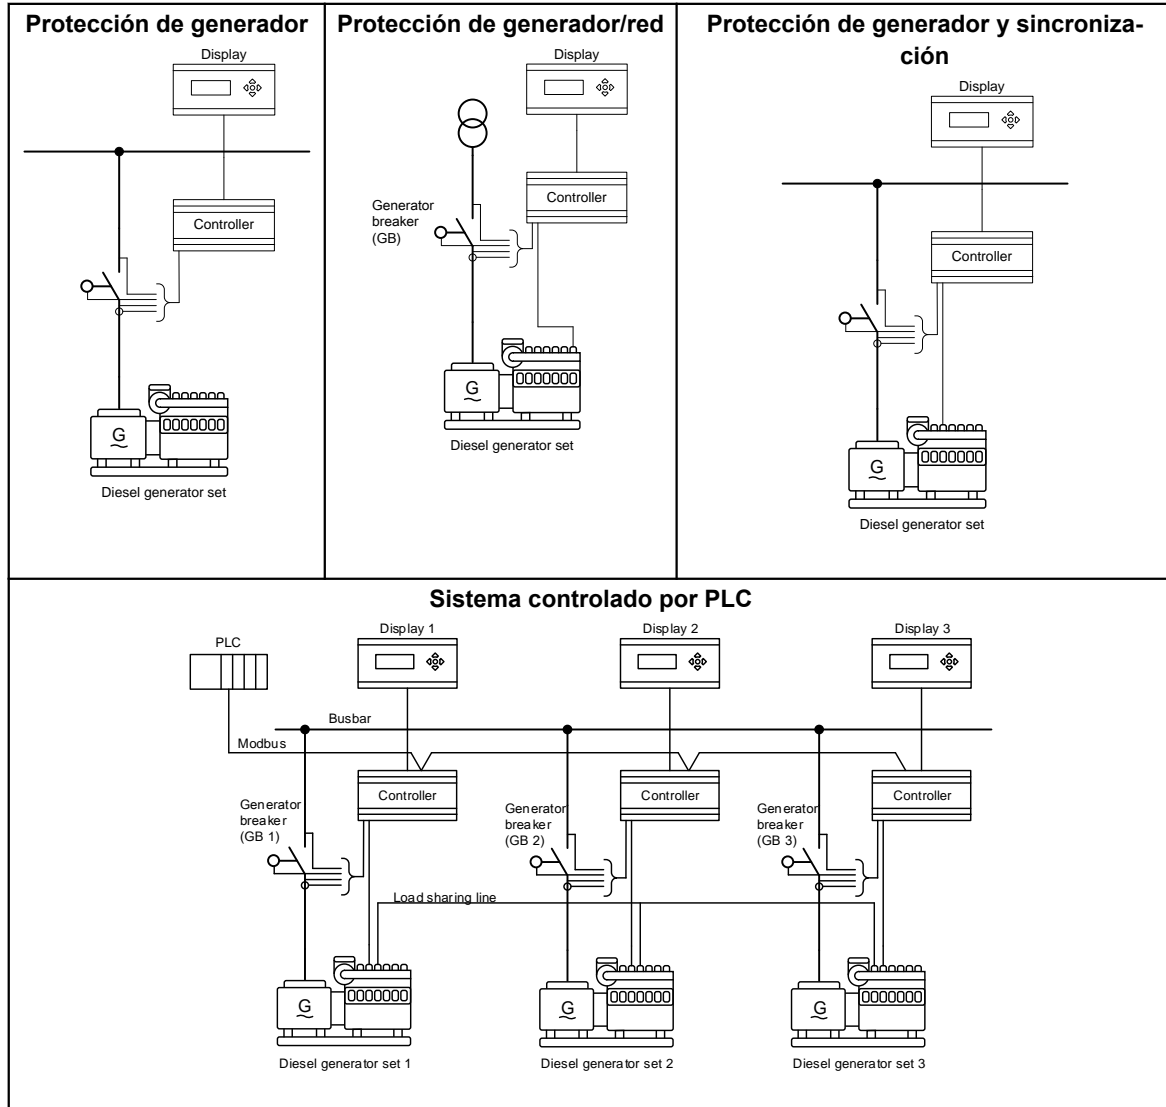 Protección de generador
Display
Controller
G
Diesel generator set
Protección de generador/red
Display
Controller
Generator
breaker
(GB)
G
Diesel generator set
Protección de generador y sincroniza-
ción
Display
Controller
G
Diesel generator set
Sistema controlado por PLC
PLC
Display 1
Display 2
Display 3
Busbar
Modbus
Controller
Controller
Controller
Generator
breaker
(GB 1)
Generator
breaker
(GB 2)
Generator
breaker
(GB 3)
Load sharing line
G
G
G
Diesel generator set 1
Diesel generator set 2
Diesel generator set 3